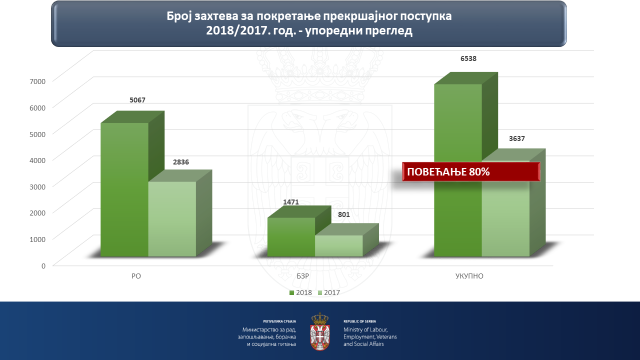 Број захтева за покретање прекршајног поступка
2018/2017. год. - упоредни преглед
7000
6000
5000
4000
3000
2000
1000
0
5067
2836
1471
801
6538
3637
ПОВЕЋАЊЕ 80%
РО
БЗР
УКУПНО
2018
2017
РЕПУБЛИКА СРБИЈА
Министарство за рад,
запошљавање, борачка
и социјална питања
REPUBLIC OF SERBIA
Ministry of Labour,
Employment, Veterans
and Social Affairs